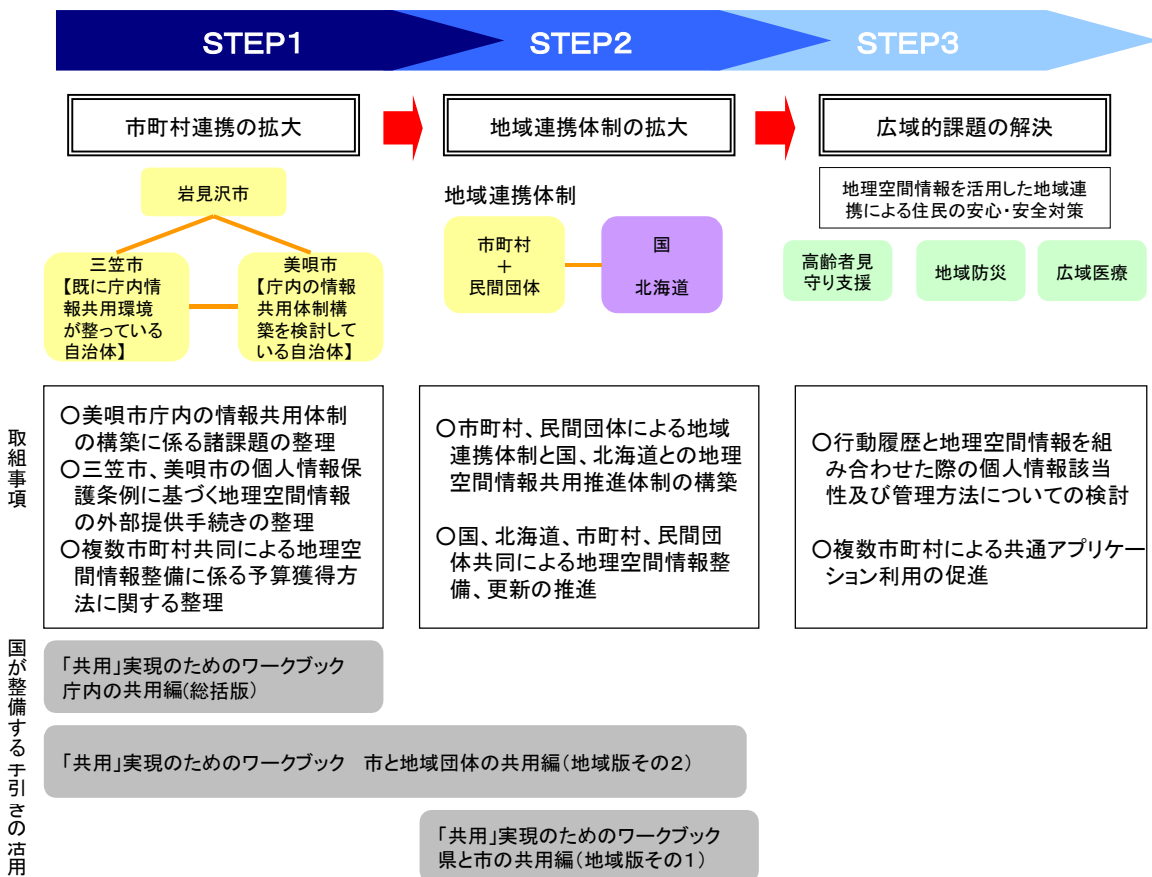 STEP1
STEP2
STEP3
市町村連携の拡大
地域連携体制の拡大
広域的課題の解決
岩見沢市
三笠市
【既に庁内情
報共用環境
が整っている
自治体】
美唄市
【庁内の情報
共用体制構
築を検討して
いる自治体】
地域連携体制
市町村
+
民間団体
国
北海道
地理空間情報を活用した地域連
携による住民の安心・安全対策
高齢者見
守り支援
地域防災
広域医療
取組事項
○美唄市庁内の情報共用体制
の構築に係る諸課題の整理
○三笠市、美唄市の個人情報保
護条例に基づく地理空間情報
の外部提供手続きの整理
○複数市町村共同による地理空
間情報整備に係る予算獲得方
法に関する整理
○市町村、民間団体による地域
連携体制と国、北海道との地理
空間情報共用推進体制の構築
○国、北海道、市町村、民間団
体共同による地理空間情報整
備、更新の推進
○行動履歴と地理空間情報を組
み合わせた際の個人情報該当
性及び管理方法についての検討
○複数市町村による共通アプリケー
ション利用の促進
国が整備する手引きの活用
「共用」実現のためのワークブック
庁内の共用編(総括版)
「共用」実現のためのワークブック　市と地域団体の共用編(地域版その2)
「共用」実現のためのワークブック
県と市の共用編(地域版その1)